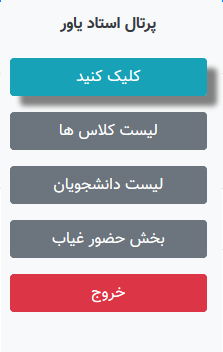 پرتال استاد یاور
کلیک کنید
لیست کلاس ها
لیست دانشجویان
بخش حضور غیاب
خروج